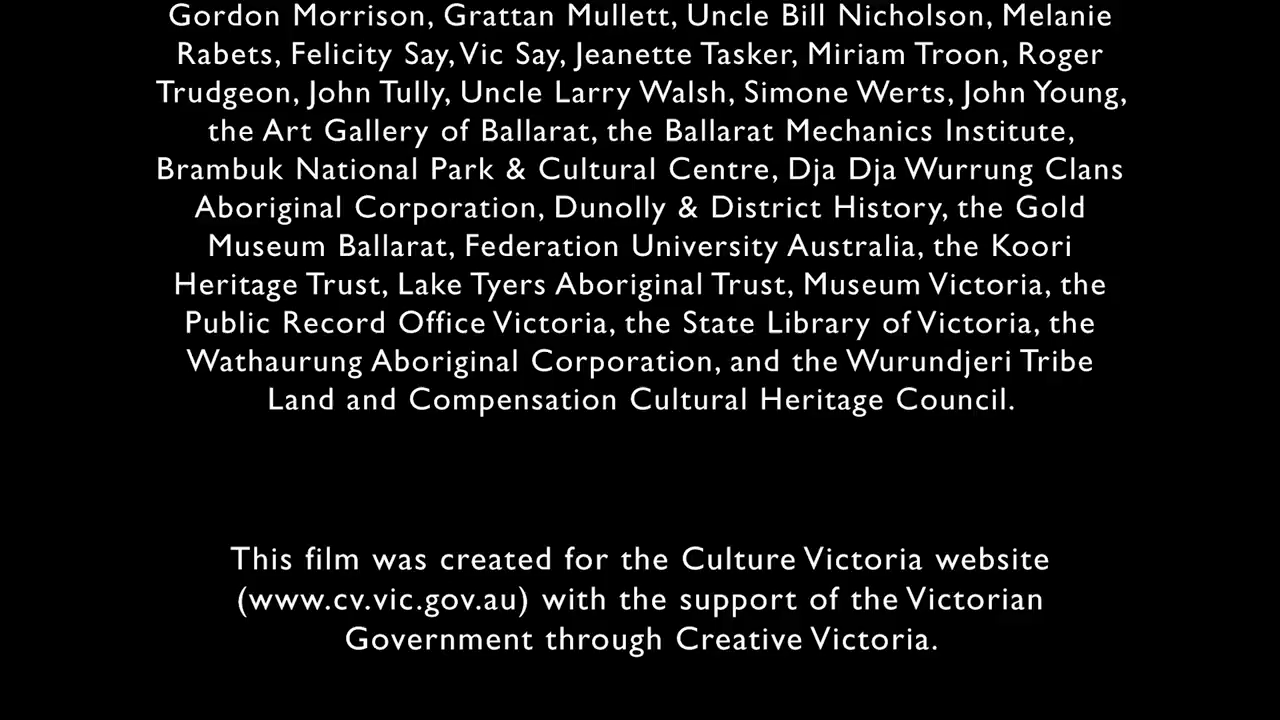 Gordon Morrison, Grattan Mullett, Uncle Bill Nicholson, Melanie
Rabets, Felicity Say, Vic Say, Jeanette Tasker, Miriam Troon, Roger
Trudgeon, John Tully, Uncle Larry Walsh, Simone Werts, John Young,
the Art Gallery of Ballarat, the Ballarat Mechanics Institute,
Brambuk National Park & Cultural Centre, Dja Dja Wurrung Clans
Aboriginal Corporation, Dunolly & District History, the Gold
Museum Ballarat, Federation University Australia, the Koori
Heritage Trust, Lake Tyers Aboriginal Trust, Museum Victoria, the
Public Record Office Victoria, the State Library of Victoria, the
Wathaurung Aboriginal Corporation, and the Wurundjeri Tribe
Land and Compensation Cultural Heritage Council.
This film was created for the Culture Victoria website
(www.cv.vic.gov.au) with the support of the Victorian
Government through Creative Victoria.